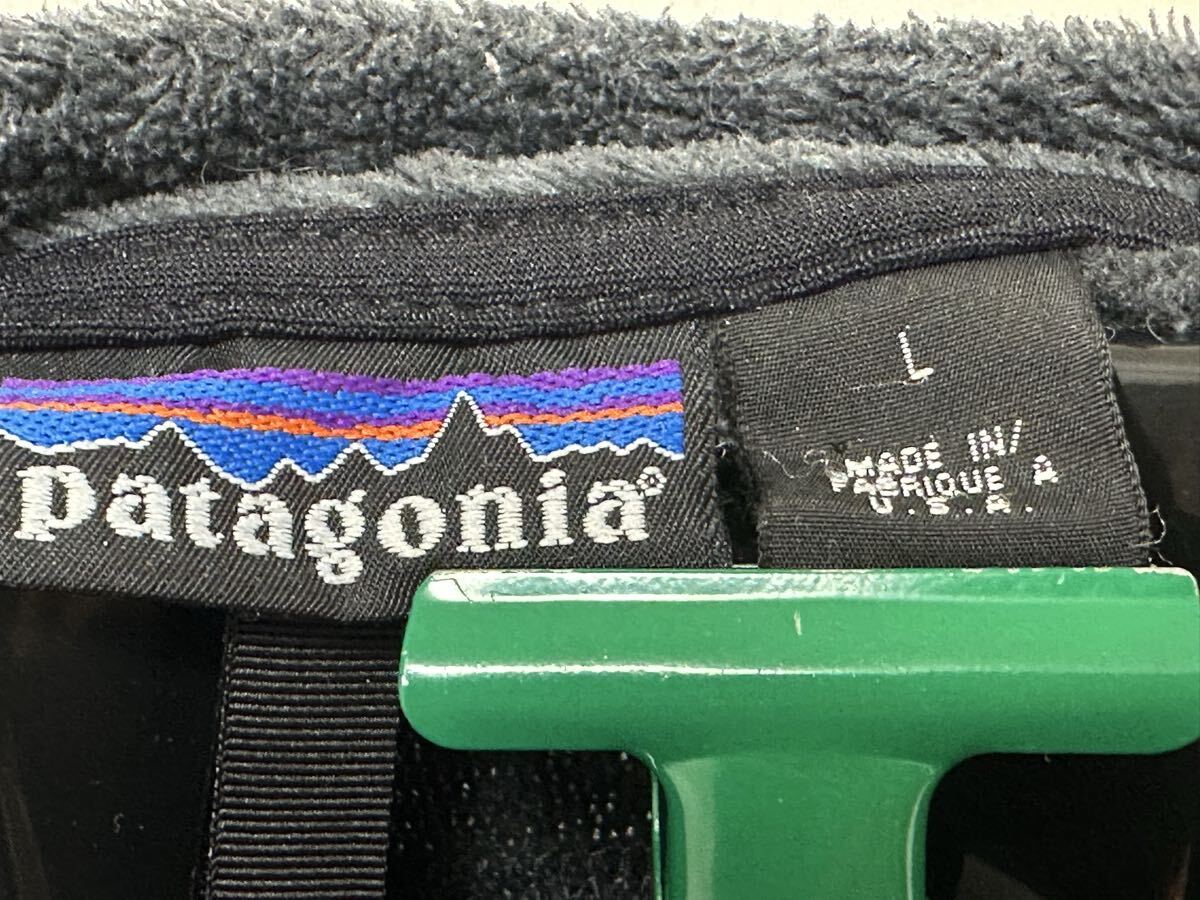 patagonia®
L
MADE IN/
FABRIQUE A
U.S.A.